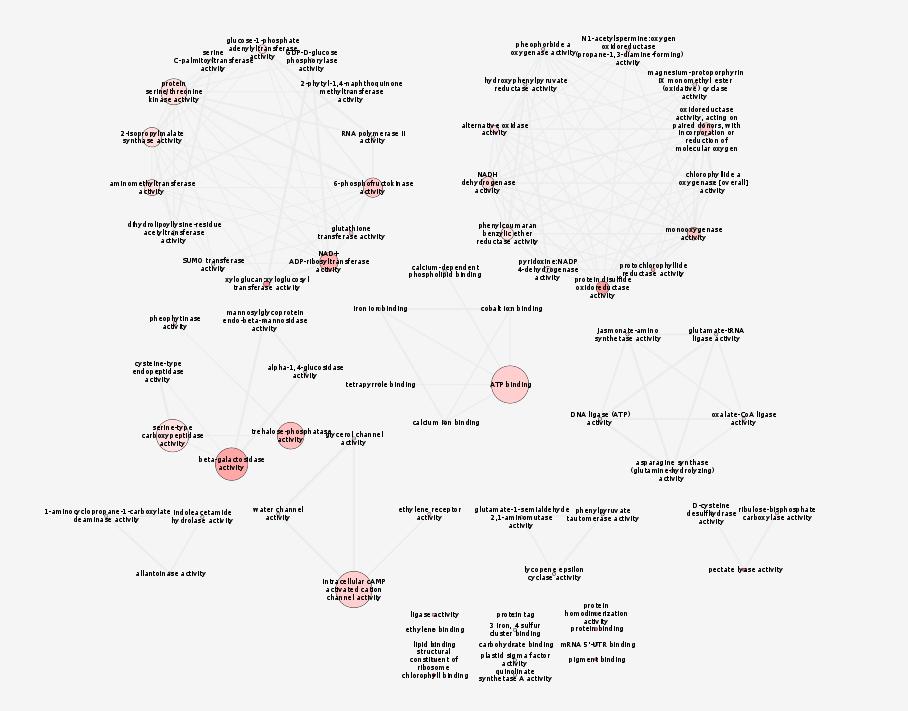 glucose-1-phosphate
adenylyltransferase
activity
serine
C-palmitoyltransferase
activity
GDP-D-glucose
phosphorylase
activity
protein
serine/threonine
kinase activity
2-phytyl-1,4-naphthoquinone
methyltransferase
activity
2-isopropylmalate
synthase activity
RNA polymerase II
activity
aminomethyltransferase
activity
6-phosphofructokinase
activity
dihydrolipoyllysine-residue
acetyltransferase
activity
glutathione
transferase activity
SUMO transferase
activity
NAD+
ADP-ribosyltransferase
activity
xyloglucan:xyloglucosyl
transferase activity
pheophorbide a
oxygenase activity
N1-acetylspermine:oxygen
oxidoreductase
(propane-1,3-diamine-forming)
activity
hydroxyphenylpyruvate
reductase activity
magnesium-protoporphyrin
IX monomethyl ester
(oxidative) cyclase
activity
alternative oxidase
activity
oxidoreductase
activity, acting on
paired donors, with
incorporation or
reduction of
molecular oxygen
NADH
dehydrogenase
activity
chlorophyllide a
oxygenase [overall]
activity
phenylcoumaran
benzylic ether
reductase activity
monooxygenase
activity
pyridoxine:NADP
4-dehydrogenase
activity
protochlorophyllide
reductase activity
protein disulfide
oxidoreductase
activity
calcium-dependent
phospholipid binding
iron ion binding
cobalt ion binding
tetrapyrrole binding
ATP binding
calcium ion binding
mannosylglycoprotein
endo-beta-mannosidase
activity
pheophytinase
activity
cysteine-type
endopeptidase
activity
alpha-1,4-glucosidase
activity
serine-type
carboxypeptidase
activity
trehalose-phosphatase
activity
beta-galactosidase
activity
jasmonate-amino
synthetase activity
glutamate-tRNA
ligase activity
DNA ligase (ATP)
activity
oxalate-CoA ligase
activity
asparagine synthase
(glutamine-hydrolyzing)
activity
glycerol channel
activity
water channel
activity
ethylene receptor
activity
intracellular cAMP
activated cation
channel activity
1-aminocyclopropane-1-carboxylate
deaminase activity
indoleacetamide
hydrolase activity
allantoinase activity
glutamate-1-semialdehyde
2,1-aminomutase
activity
phenylpyruvate
tautomerase activity
lycopene epsilon
cyclase activity
D-cysteine
desulfhydrase
activity
ribulose-bisphosphate
carboxylase activity
pectate lyase activity
ligase activity
protein tag
protein
homodimerization
activity
ethylene binding
3 iron, 4 sulfur
cluster binding
protein binding
lipid binding
carbohydrate binding
mRNA 5'-UTR binding
structural
constituent of
ribosome
plastid sigma factor
activity
pigment binding
chlorophyll binding
quinolinate
synthetase A activity